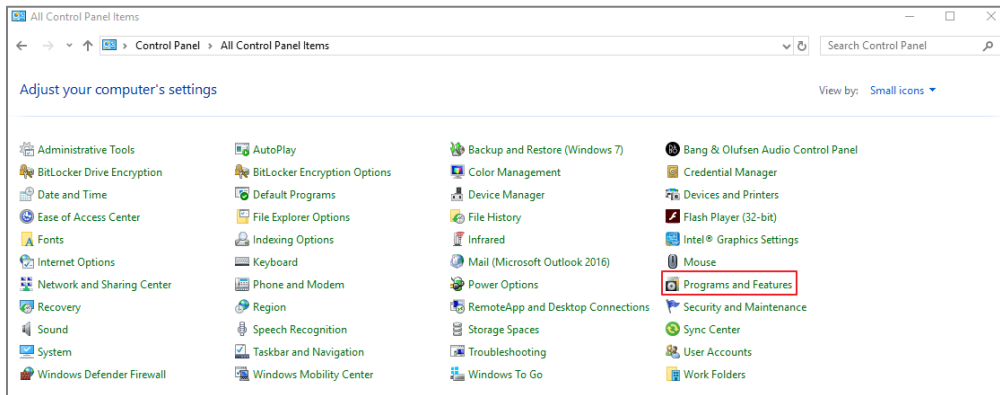 All Control Panel Items
Control Panel > All Control Panel Items
Search Control Panel
Adjust your computer's settings
View by: Small icons
Administrative Tools AutoPlay Backup and Restore (Windows 7) Bang & Olufsen Audio Control Panel
BitLocker Drive Encryption BitLocker Encryption Options Color Management Credential Manager
Date and Time Default Programs Device Manager Devices and Printers
Ease of Access Center File Explorer Options File History Flash Player (32-bit)
Fonts Indexing Options Infrared Intel® Graphics Settings
Internet Options Keyboard Mail (Microsoft Outlook 2016) Mouse
Network and Sharing Center Phone and Modem Power Options Programs and Features
Recovery Region RemoteApp and Desktop Connections Security and Maintenance
Sound Speech Recognition Storage Spaces Sync Center
System Taskbar and Navigation Troubleshooting User Accounts
Windows Defender Firewall Windows Mobility Center Windows To Go Work Folders